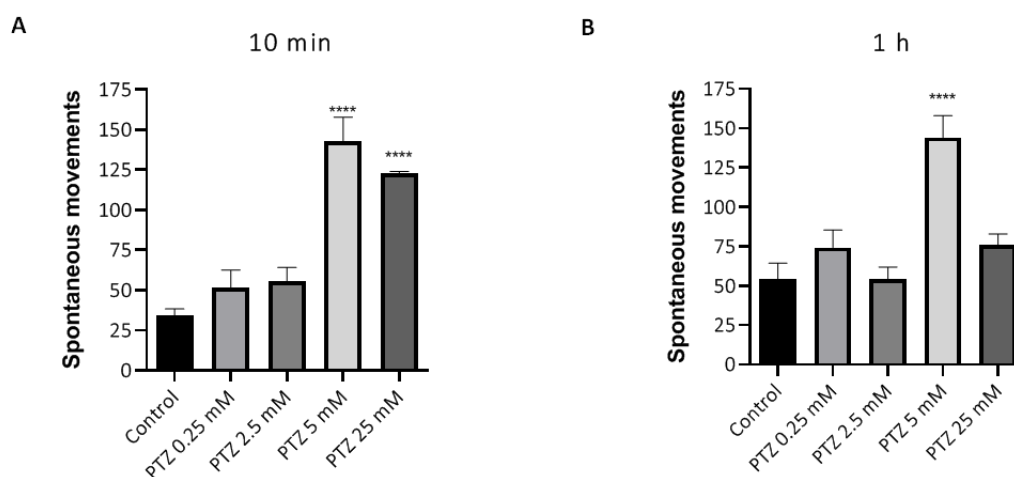 A
10 min
Spontaneous movements
175
150
125
100
75
50
25
0
****
****
Control
PTZ 0.25 mM
PTZ 2.5 mM
PTZ 5 mM
PTZ 25 mM
B
1 h
Spontaneous movements
175
150
125
100
75
50
25
0
****
Control
PTZ 0.25 mM
PTZ 2.5 mM
PTZ 5 mM
PTZ 25 mM